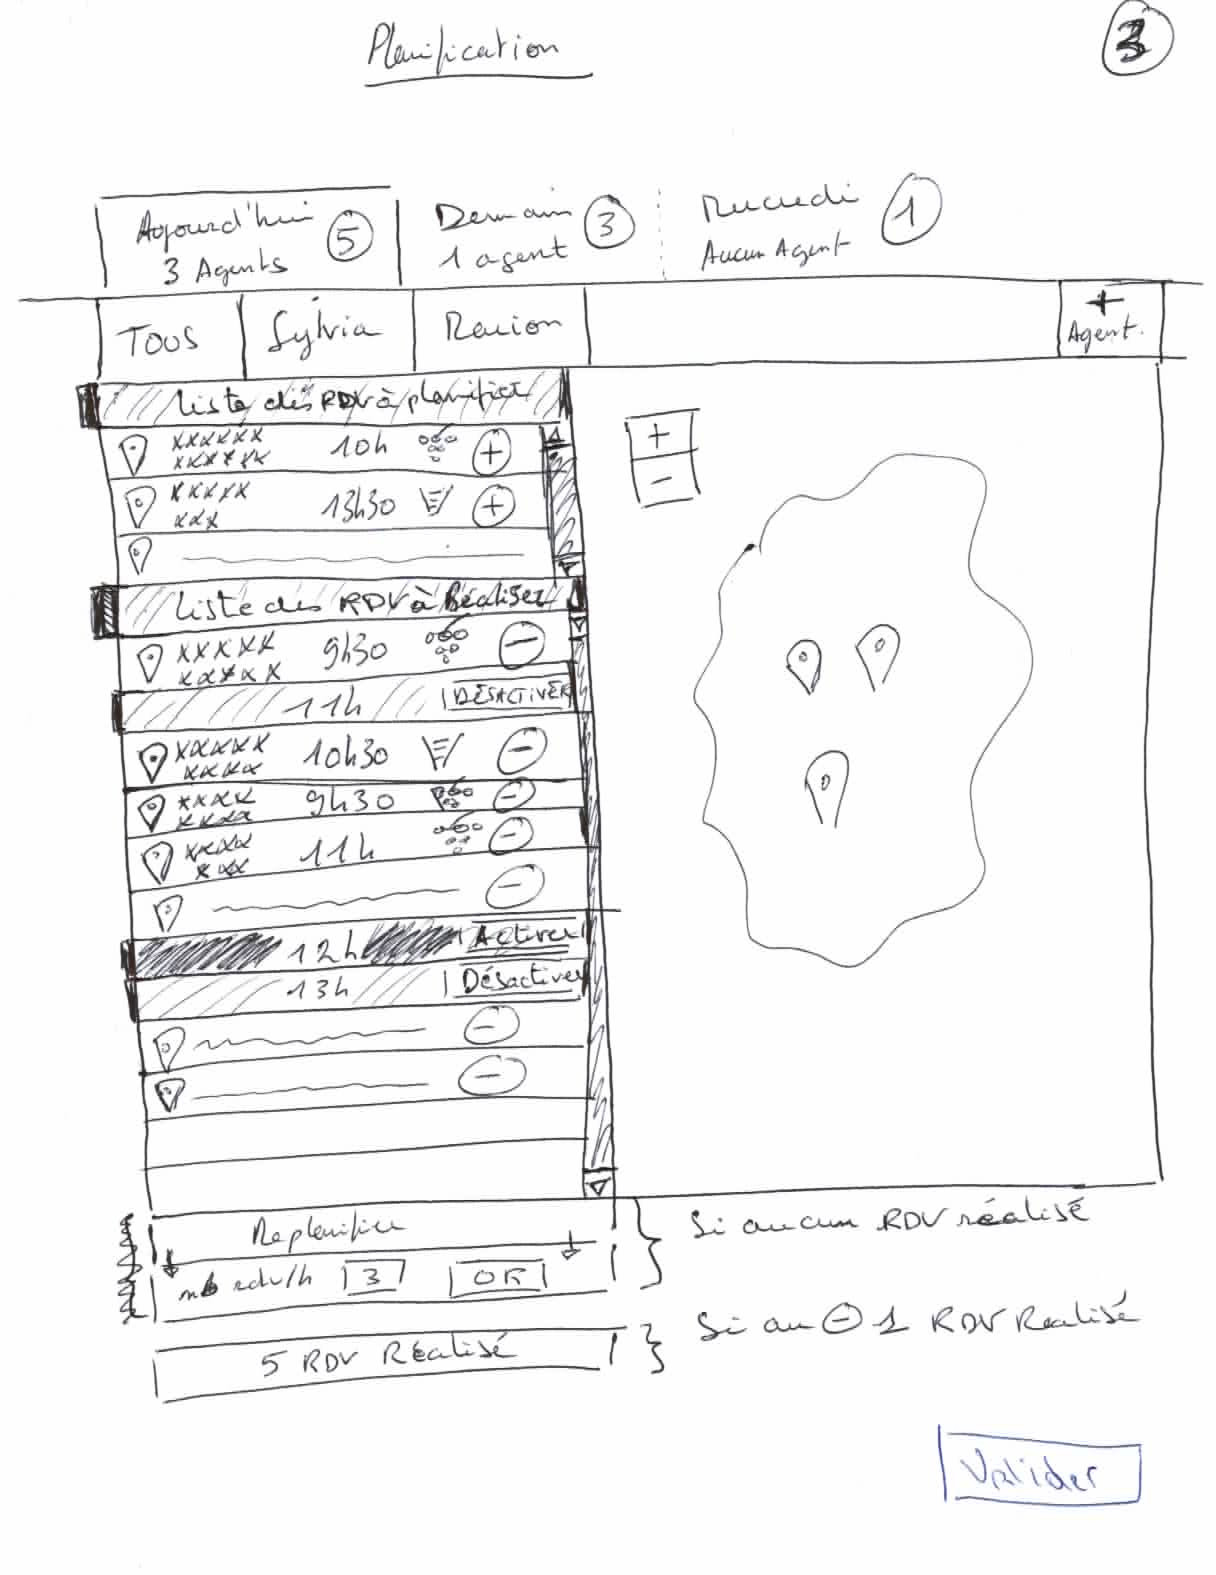 Planification
3
Aujourd'hui
3 Agents
5
Demain
1 agent
3
Mercredi
Aucun Agent
1
TOUS
Sylvia
+
Agent.
Liste des RDV à planifier
xxxxxx
xxxxxx
10h
+
xxxxx
xxx
13h30
+
Liste des RDV à Réaliser
xxxxx
xxxxx
9h30
-
11h
DÉSACTIVER
xxxxx
xxxx
10h30
-
xxxx
xxxx
9h30
-
xxxx
xxx
11h
-
-
12h
Activer
13h
Désactiver
-
-
+
-
Replanifier
nb rdv/h
3
OK
Si aucun RDV réalisé
5 RDV Réalisé
Si au - 1 RDV Realisé
Valider